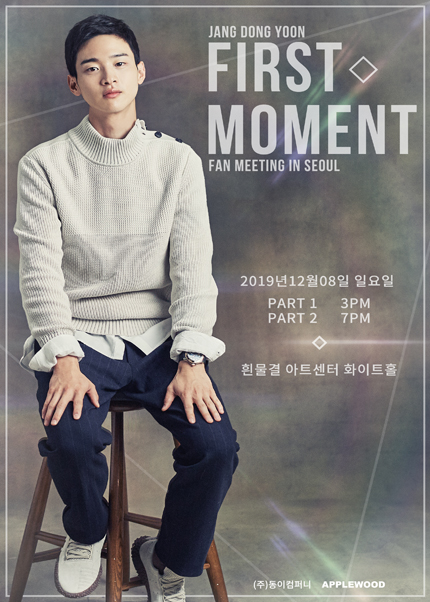 JANG DONG YOON
FIRST
MOMENT
FAN MEETING IN SEOUL
2019년12월08일 일요일
PART 1 3PM
PART 2 7PM
흰물결 아트센터 화이트홀
(주)동이컴퍼니 APPLEWOOD